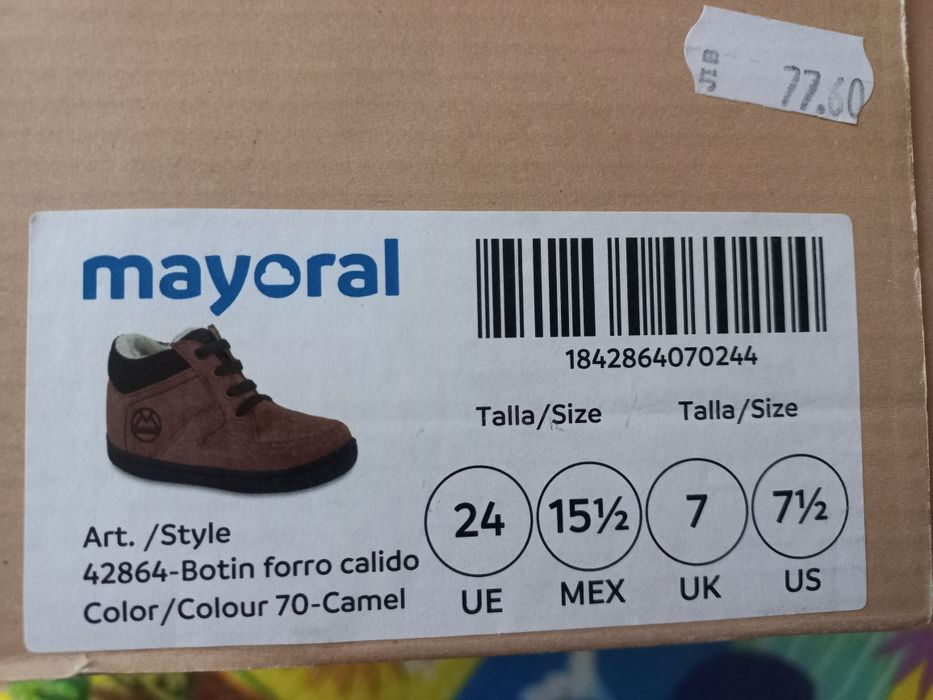 JIB
77.60
mayoral
1842864070244
Talla/Size Talla/Size
24 15½ 7 7½
UE MEX UK US
Art. /Style
42864-Botin forro calido
Color/Colour 70-Camel